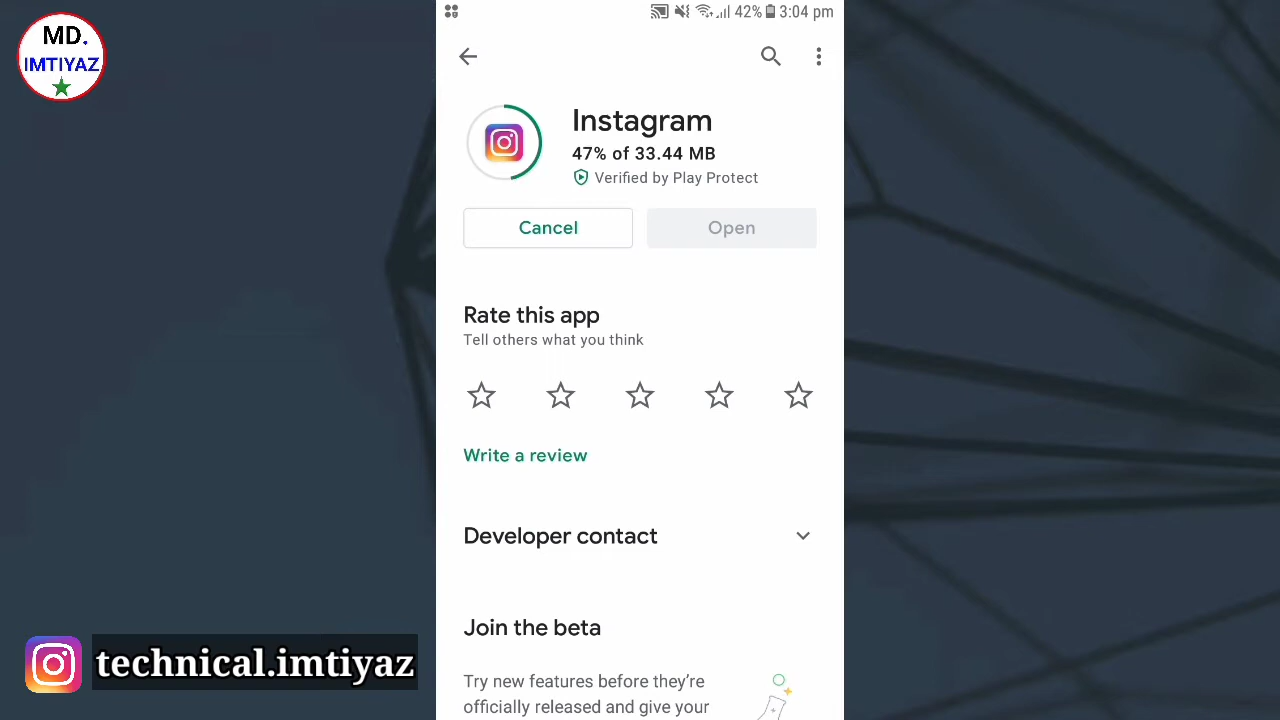 MD.
IMTIYAZ
42% 3:04 pm
Instagram
47% of 33.44 MB
Verified by Play Protect
Cancel
Open
Rate this app
Tell others what you think
Write a review
Developer contact
Join the beta
Try new features before they're
officially released and give your
technical.imtiyaz